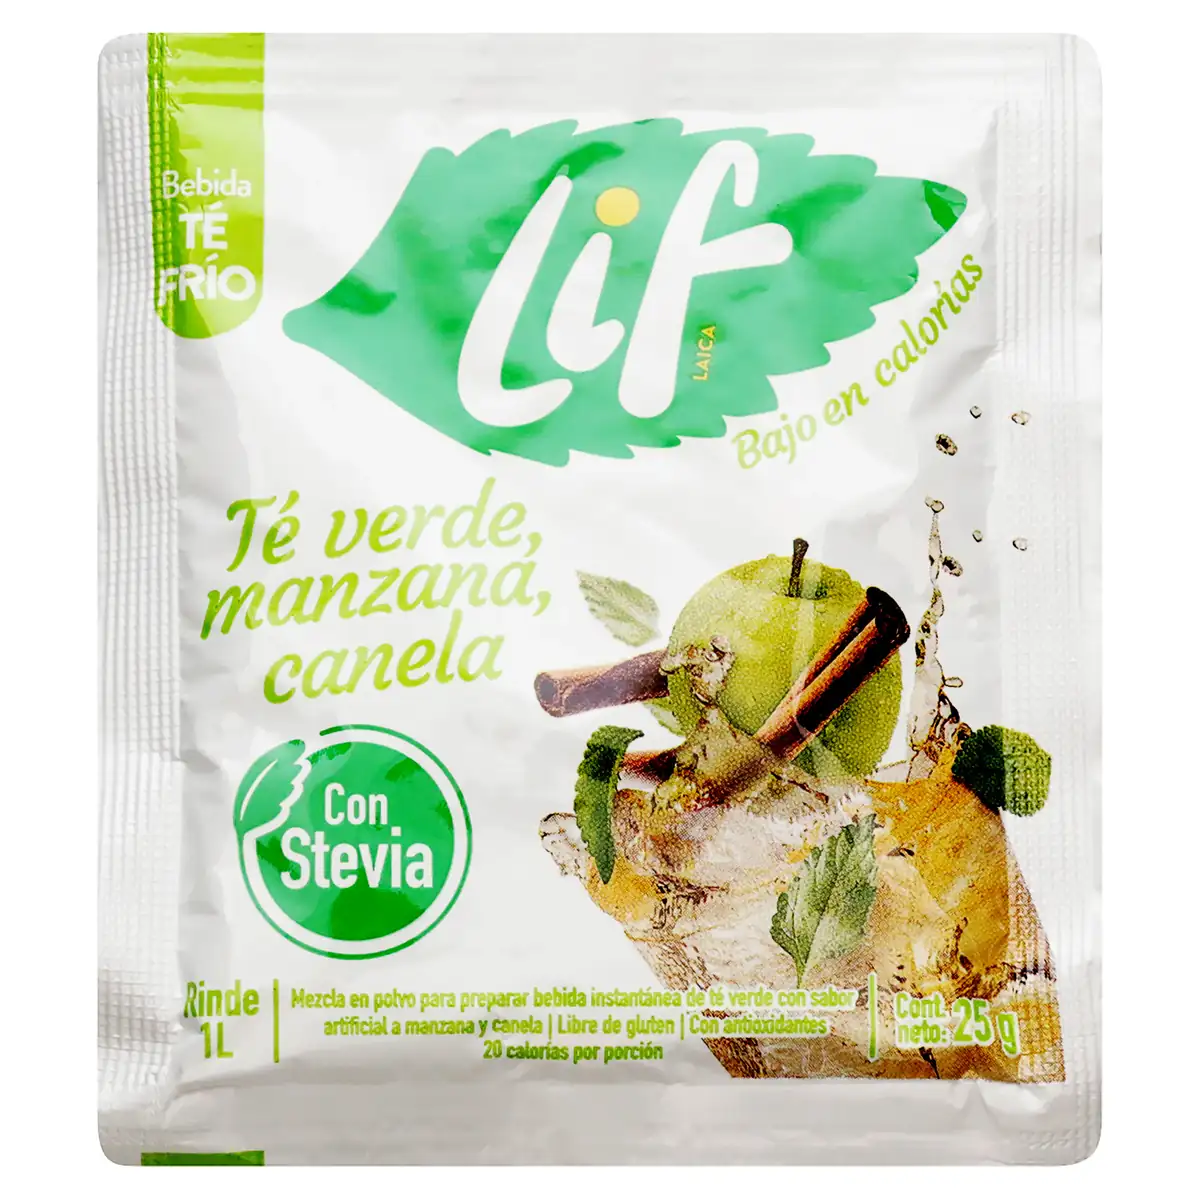 Bebida
TÉ
FRÍO
Lif
LAICA
Bajo en calorías
Té verde,
manzana,
canela
Con
Stevia
Rinde
1L
Mezcla en polvo para preparar bebida instantánea de té verde con sabor
artificial a manzana y canela | Libre de gluten | Con antioxidantes
20 calorías por porción
Cont.
neto: 25 g